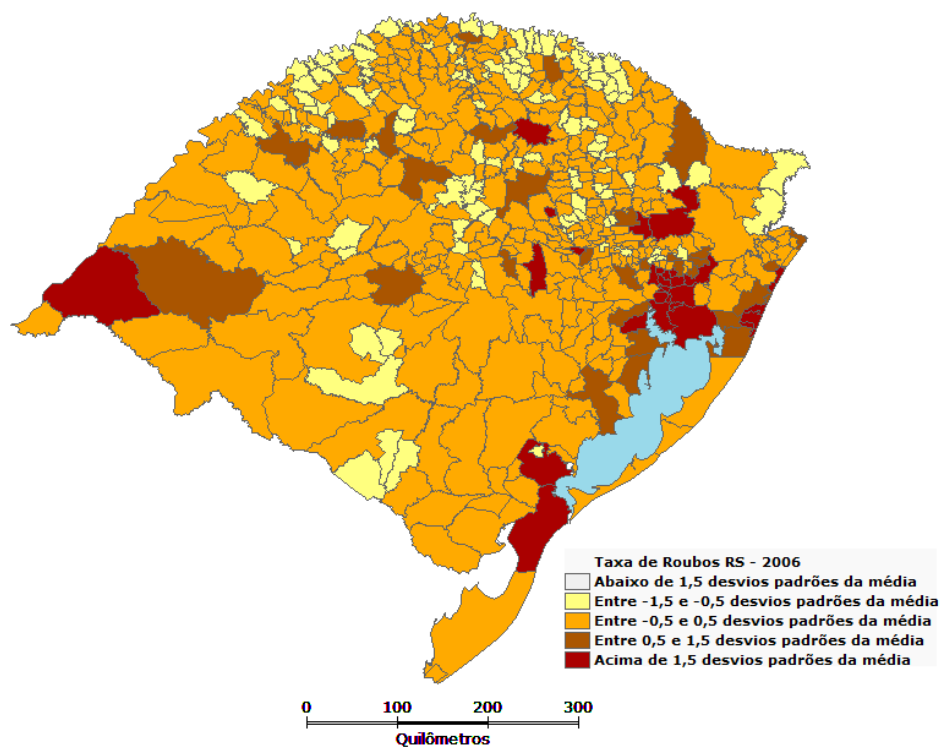 Taxa de Roubos RS - 2006
Abaixo de 1,5 desvios padrões da média
Entre -1,5 e -0,5 desvios padrões da média
Entre -0,5 e 0,5 desvios padrões da média
Entre 0,5 e 1,5 desvios padrões da média
Acima de 1,5 desvios padrões da média
0 100 200 300
Quilômetros